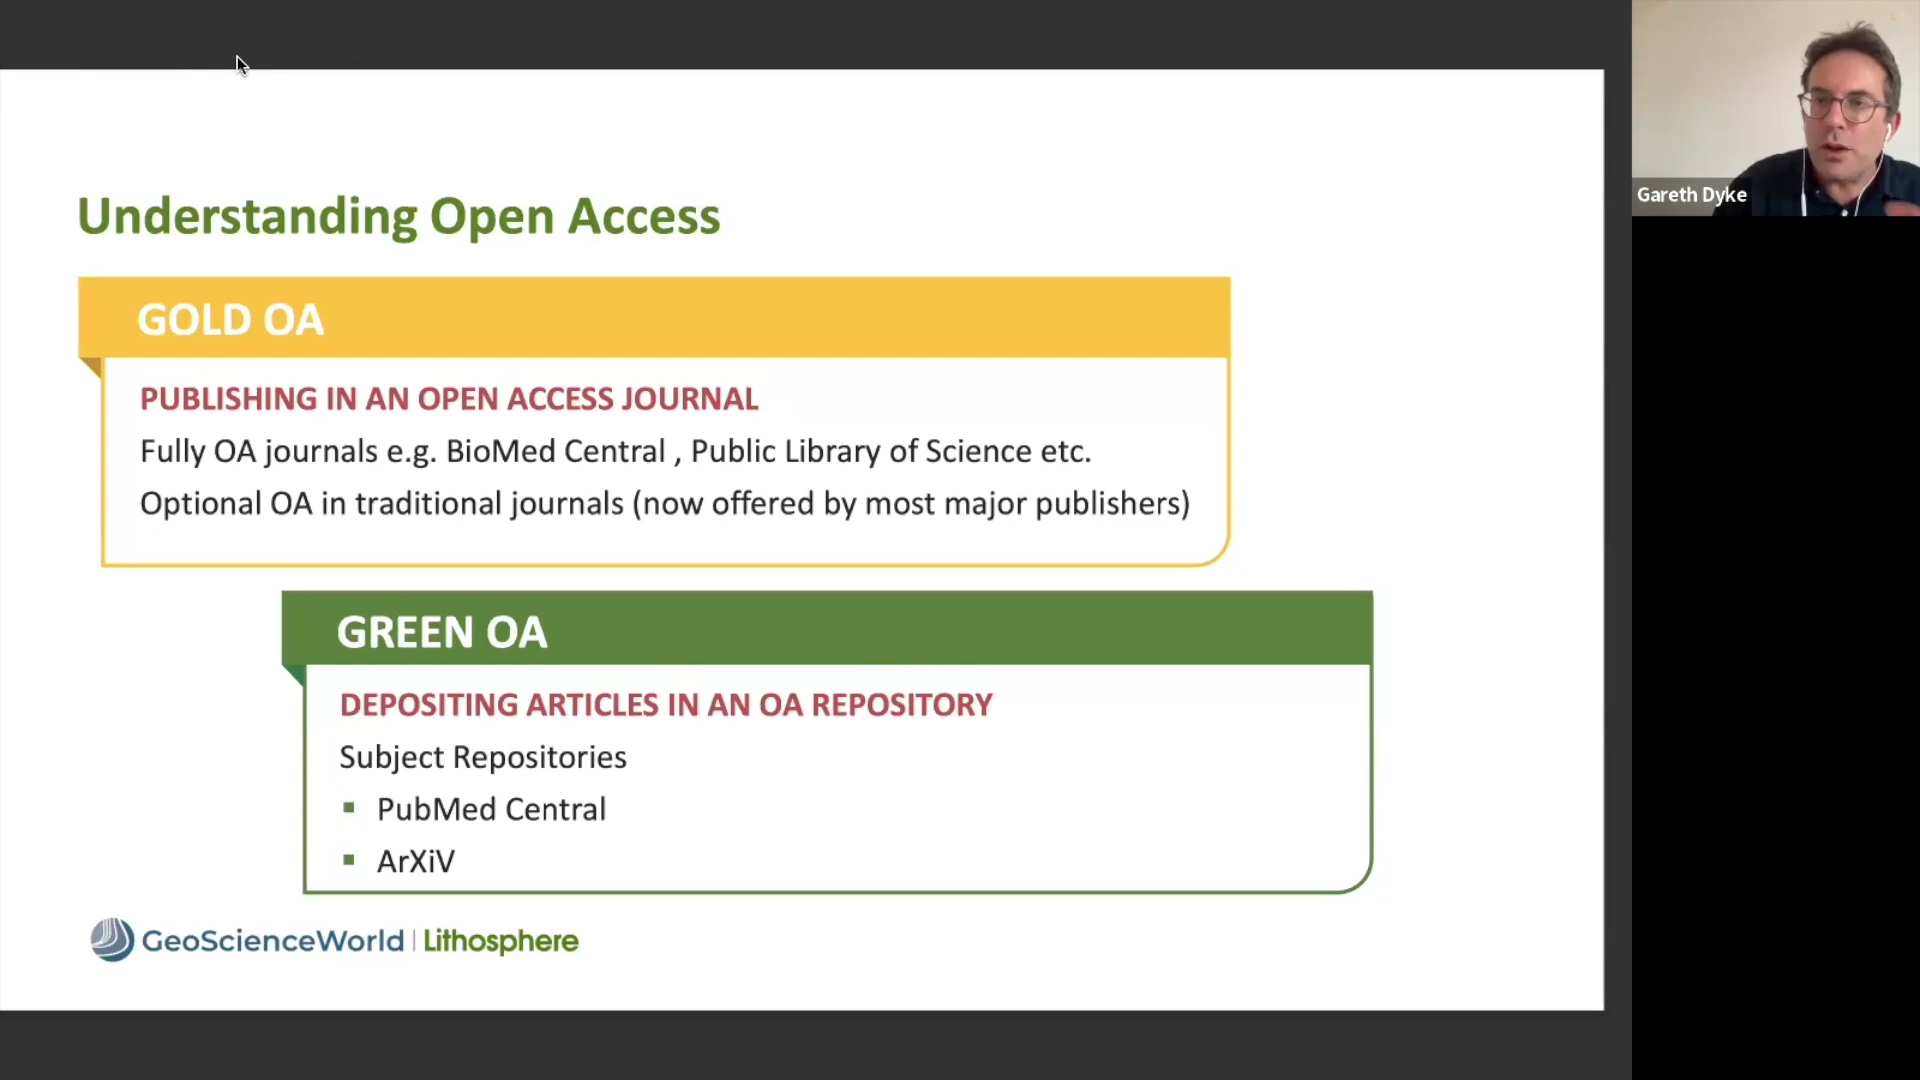 Understanding Open Access
GOLD OA
PUBLISHING IN AN OPEN ACCESS JOURNAL
Fully OA journals e.g. BioMed Central , Public Library of Science etc.
Optional OA in traditional journals (now offered by most major publishers)
GREEN OA
DEPOSITING ARTICLES IN AN OA REPOSITORY
Subject Repositories
▪ PubMed Central
▪ ArXiV
GeoScienceWorld | Lithosphere
Gareth Dyke